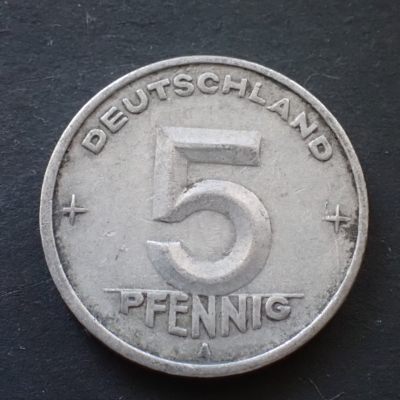 DEUTSCHLAND
5
PFENNIG
A